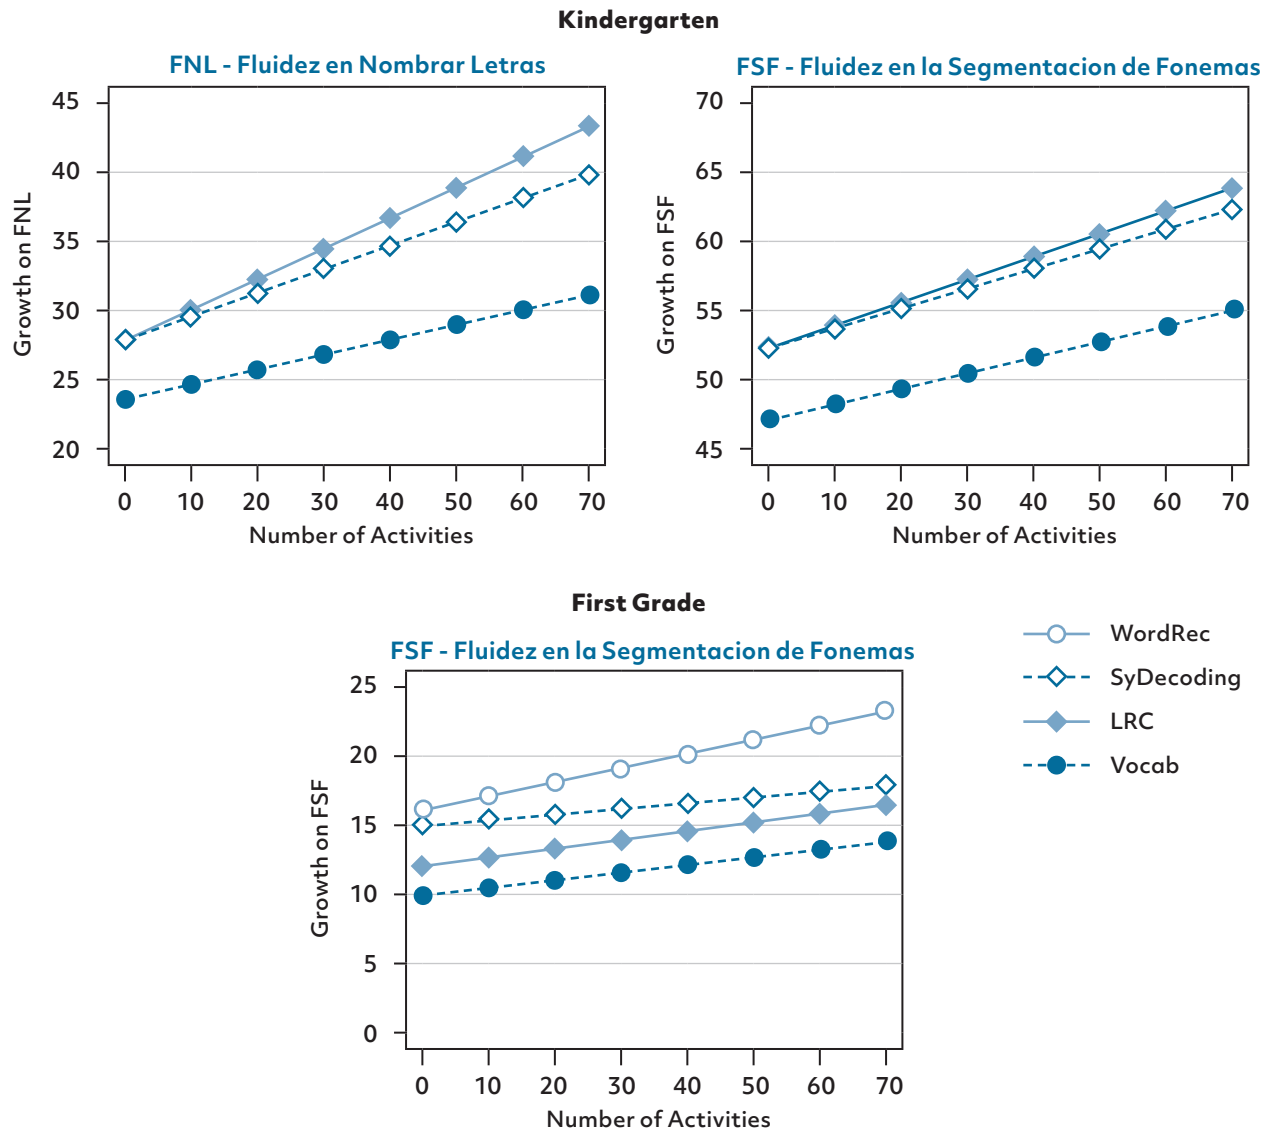 Kindergarten
FNL - Fluidez en Nombrar Letras
45
40
35
30
25
20
Growth on FNL
0 10 20 30 40 50 60 70
Number of Activities
FSF - Fluidez en la Segmentacion de Fonemas
70
65
60
55
50
45
Growth on FSF
0 10 20 30 40 50 60 70
Number of Activities
First Grade
FSF - Fluidez en la Segmentacion de Fonemas
25
20
15
10
5
0
Growth on FSF
0 10 20 30 40 50 60 70
Number of Activities
WordRec
SyDecoding
LRC
Vocab